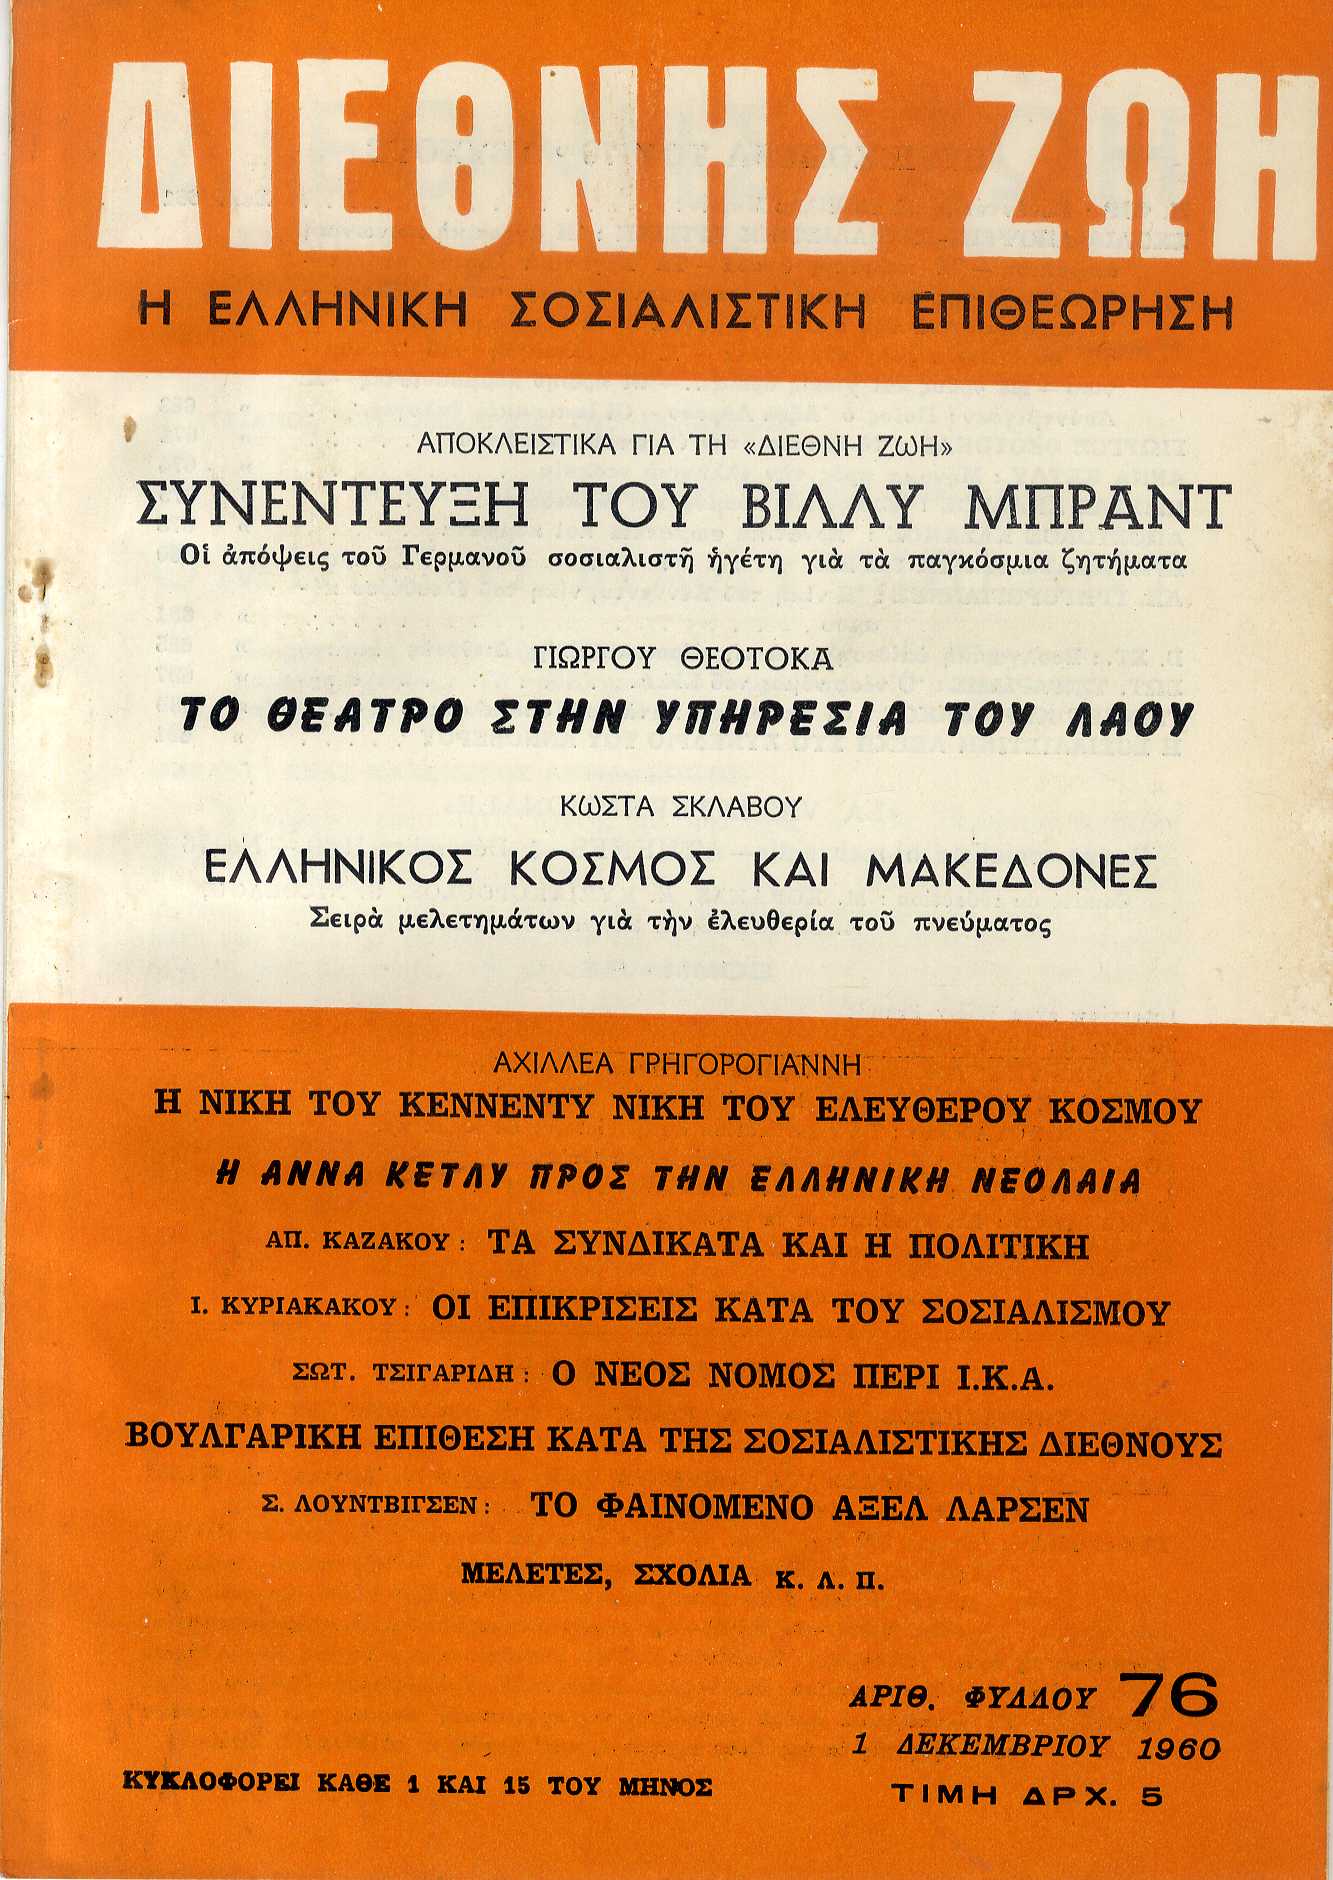 ΔΙΕΘΝΗΣ ΖΩΗ
Η ΕΛΛΗΝΙΚΗ ΣΟΣΙΑΛΙΣΤΙΚΗ ΕΠΙΘΕΩΡΗΣΗ
ΑΠΟΚΛΕΙΣΤΙΚΑ ΓΙΑ ΤΗ «ΔΙΕΘΝΗ ΖΩΗ»
ΣΥΝΕΝΤΕΥΞΗ ΤΟΥ ΒΙΛΛΥ ΜΠΡΑΝΤ
Οἱ ἀπόψεις τοῦ Γερμανοῦ σοσιαλιστῆ ἡγέτη γιὰ τὰ παγκόσμια ζητήματα
ΓΙΩΡΓΟΥ ΘΕΟΤΟΚΑ
ΤΟ ΘΕΑΤΡΟ ΣΤΗΝ ΥΠΗΡΕΣΙΑ ΤΟΥ ΛΑΟΥ
ΚΩΣΤΑ ΣΚΛΑΒΟΥ
ΕΛΛΗΝΙΚΟΣ ΚΟΣΜΟΣ ΚΑΙ ΜΑΚΕΔΟΝΕΣ
Σειρὰ μελετημάτων γιὰ τὴν ἐλευθερία τοῦ πνεύματος
ΑΧΙΛΛΕΑ ΓΡΗΓΟΡΟΓΙΑΝΝΗ
Η ΝΙΚΗ ΤΟΥ ΚΕΝΝΕΝΤΥ ΝΙΚΗ ΤΟΥ ΕΛΕΥΘΕΡΟΥ ΚΟΣΜΟΥ
Η ΑΝΝΑ ΚΕΤΛΥ ΠΡΟΣ ΤΗΝ ΕΛΛΗΝΙΚΗ ΝΕΟΛΑΙΑ
ΑΠ. ΚΑΖΑΚΟΥ : ΤΑ ΣΥΝΔΙΚΑΤΑ ΚΑΙ Η ΠΟΛΙΤΙΚΗ
Ι. ΚΥΡΙΑΚΑΚΟΥ : ΟΙ ΕΠΙΚΡΙΣΕΙΣ ΚΑΤΑ ΤΟΥ ΣΟΣΙΑΛΙΣΜΟΥ
ΣΩΤ. ΤΣΙΓΑΡΙΔΗ : Ο ΝΕΟΣ ΝΟΜΟΣ ΠΕΡΙ Ι.Κ.Α.
ΒΟΥΛΓΑΡΙΚΗ ΕΠΙΘΕΣΗ ΚΑΤΑ ΤΗΣ ΣΟΣΙΑΛΙΣΤΙΚΗΣ ΔΙΕΘΝΟΥΣ
Σ. ΛΟΥΝΤΒΙΓΣΕΝ : ΤΟ ΦΑΙΝΟΜΕΝΟ ΑΞΕΛ ΛΑΡΣΕΝ
ΜΕΛΕΤΕΣ, ΣΧΟΛΙΑ Κ. Λ. Π.
ΑΡΙΘ. ΦΥΛΛΟΥ 76
1 ΔΕΚΕΜΒΡΙΟΥ 1960
ΚΥΚΛΟΦΟΡΕΙ ΚΑΘΕ 1 ΚΑΙ 15 ΤΟΥ ΜΗΝΟΣ
ΤΙΜΗ ΔΡΧ. 5